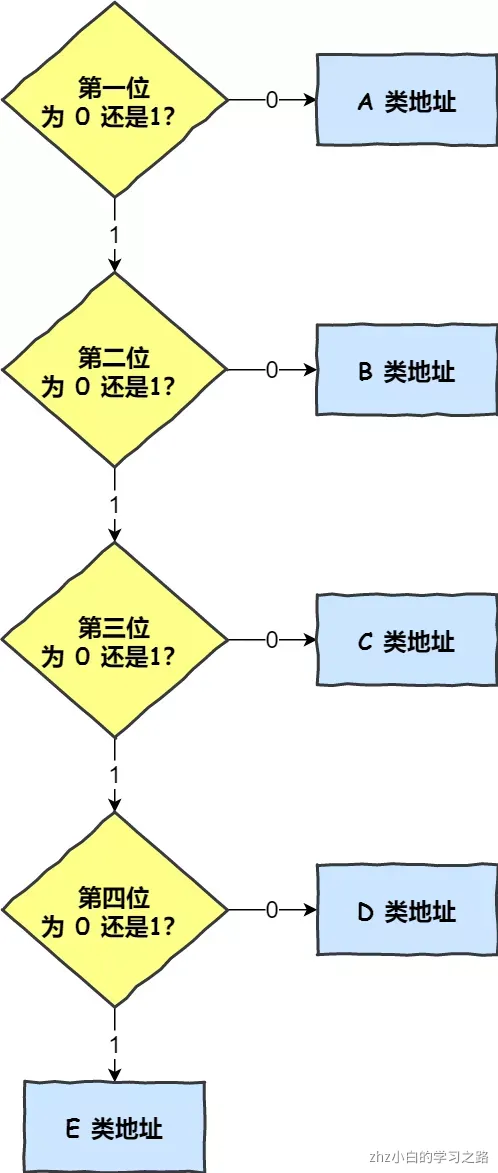 第一位
为 0 还是1?
0
A 类地址
1
第二位
为 0 还是1?
0
B 类地址
1
第三位
为 0 还是1?
0
C 类地址
1
第四位
为 0 还是1?
0
D 类地址
1
E 类地址
zhz小白的学习之路